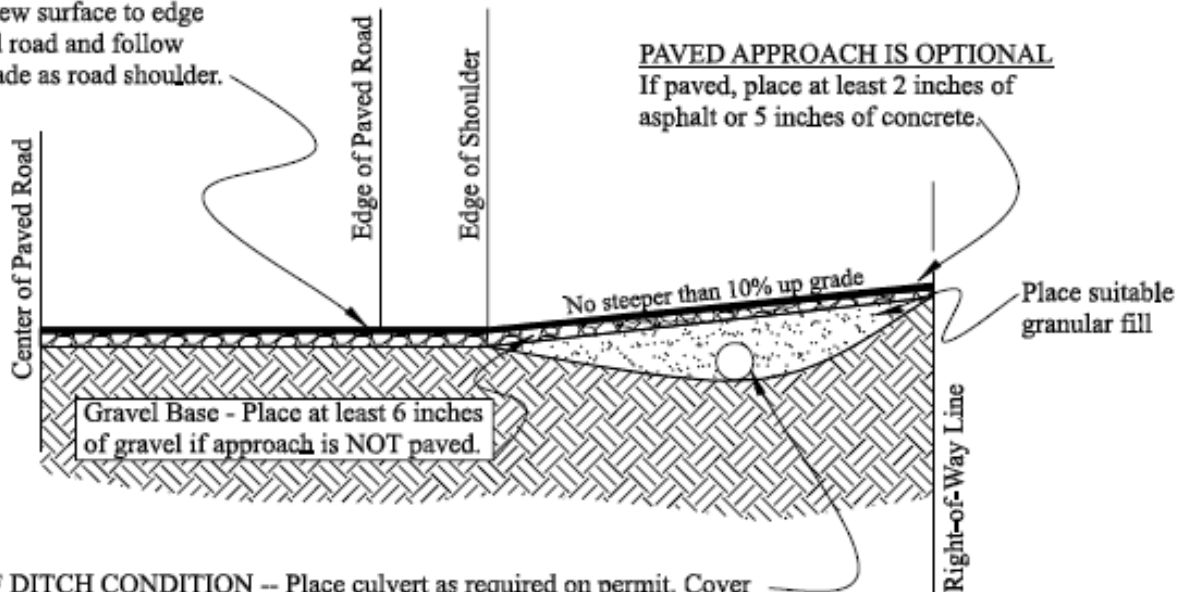 ew surface to edge
road and follow
ade as road shoulder.
PAVED APPROACH IS OPTIONAL
If paved, place at least 2 inches of
asphalt or 5 inches of concrete.
Center of Paved Road
Edge of Paved Road
Edge of Shoulder
No steeper than 10% up grade
Place suitable
granular fill
Gravel Base - Place at least 6 inches
of gravel if approach is NOT paved.
Right-of-Way Line
DITCH CONDITION -- Place culvert as required on permit. Cover